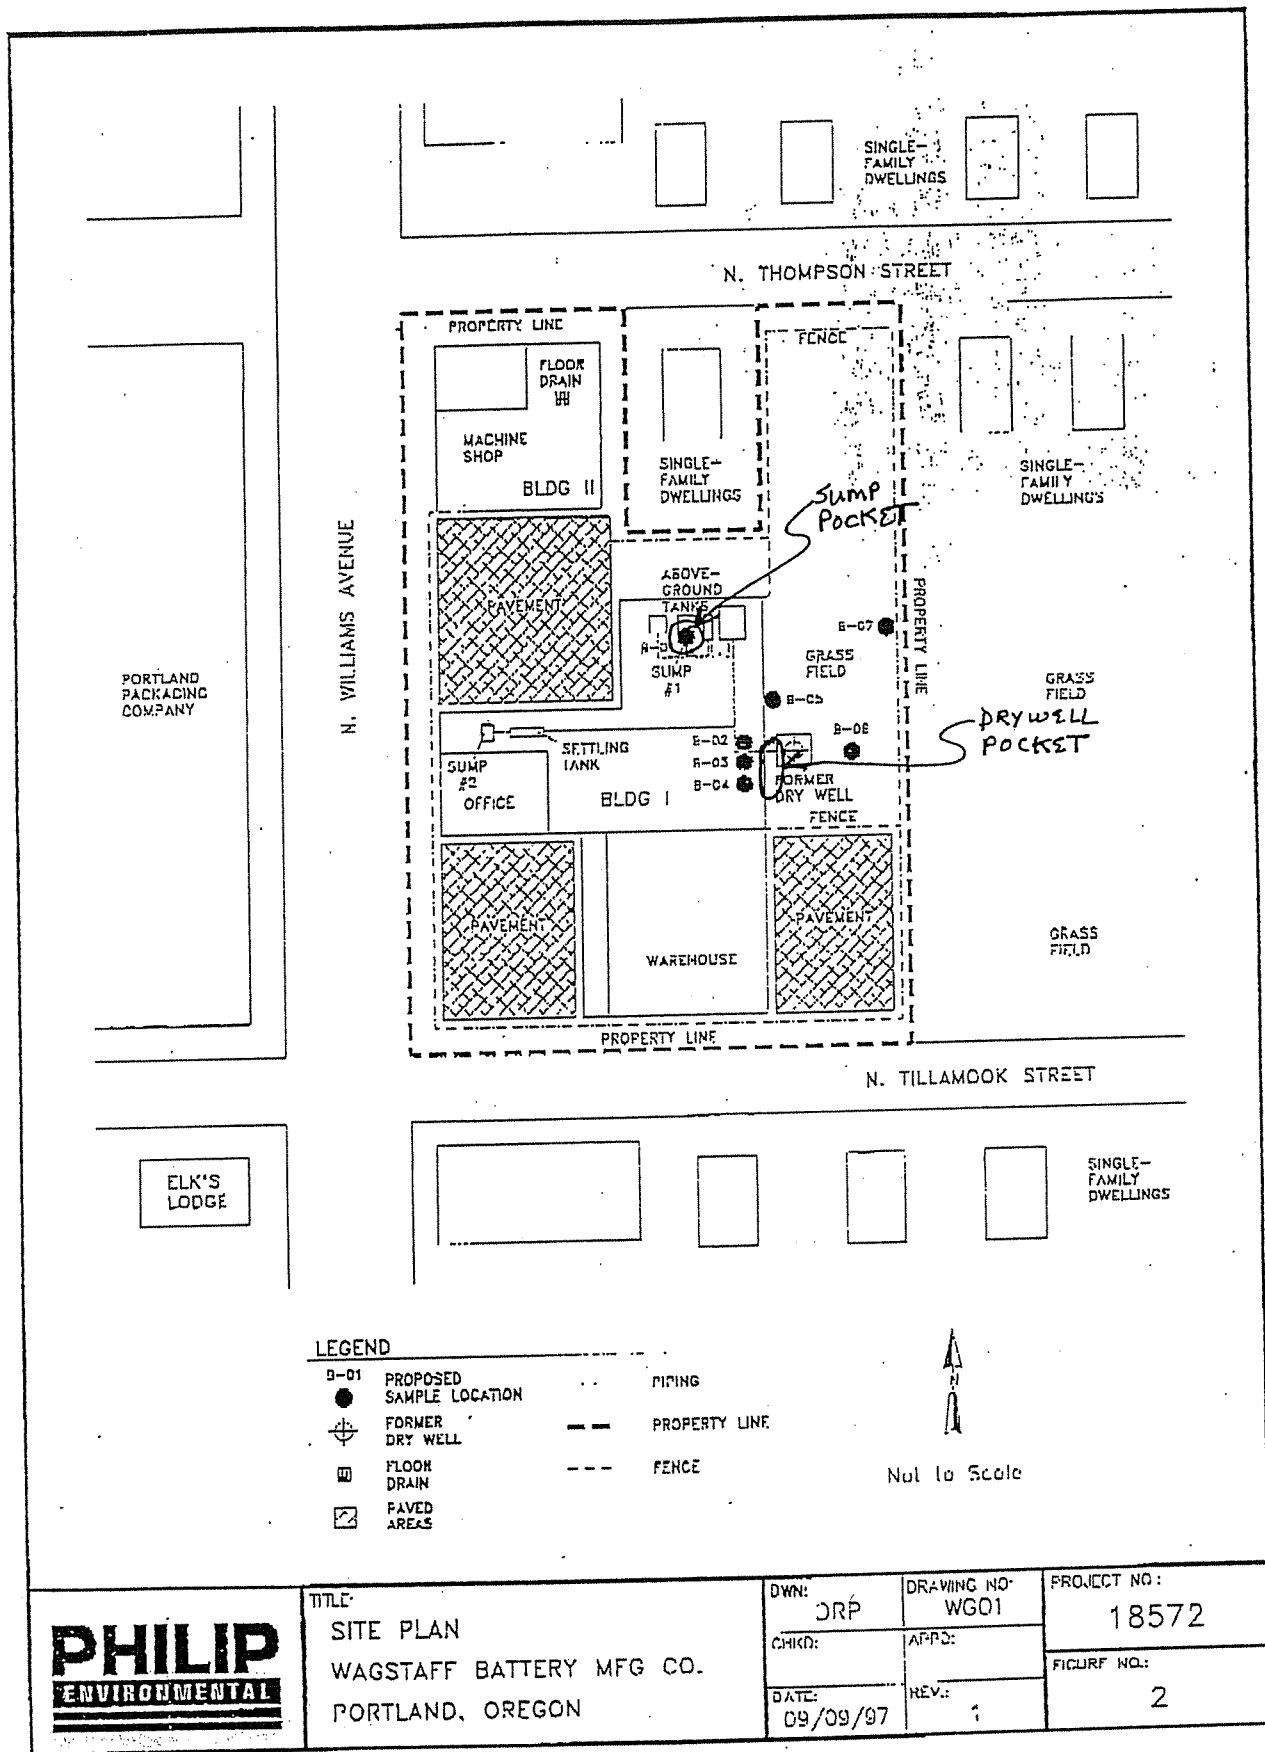 SINGLE-
FAMILY
DWELLINGS
N. THOMPSON STREET
PROPERTY LINE
FENCE
FLOOR
DRAIN
MACHINE
SHOP
BLDG II
SINGLE-
FAMILY
DWELLINGS
SINGLE-
FAMILY
DWELLINGS
SUMP
POCKET
N. WILLIAMS AVENUE
PAVEMENT
ABOVE-
GROUND
TANKS
SUMP
#1
B-07
PROPERTY LINE
GRASS
FIELD
B-05
GRASS
FIELD
PORTLAND
PACKAGING
COMPANY
DRYWELL
POCKET
B-06
B-02
B-03
B-04
SETTLING
TANK
SUMP
#2
OFFICE
BLDG I
FORMER
DRY WELL
FENCE
PAVEMENT
WAREHOUSE
PAVEMENT
GRASS
FIELD
PROPERTY LINE
N. TILLAMOOK STREET
ELK'S
LODGE
SINGLE-
FAMILY
DWELLINGS
LEGEND
B-01 PROPOSED
SAMPLE LOCATION
PIPING
FORMER
DRY WELL
PROPERTY LINE
FLOOR
DRAIN
FENCE
PAVED
AREAS
N
Not to Scale
PHILIP
ENVIRONMENTAL
TITLE:
SITE PLAN
WAGSTAFF BATTERY MFG CO.
PORTLAND, OREGON
DWN:
DRP
DRAWING NO:
WG01
PROJECT NO:
18572
CHKD:
APPD:
FIGURE NO.:
2
DATE:
09/09/97
REV.:
1